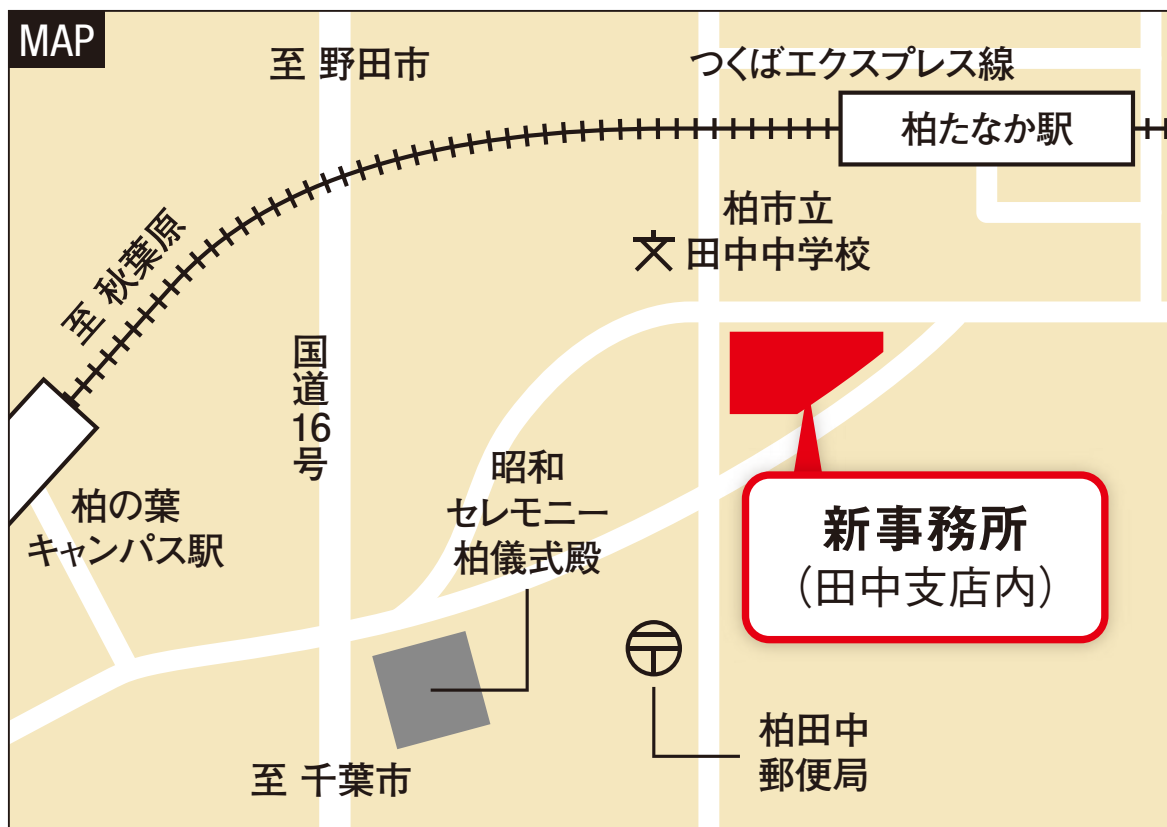 MAP
至 野田市
つくばエクスプレス線
柏たなか駅
柏市立
田中中学校
至 秋葉原
国道16号
柏の葉
キャンパス駅
昭和
セレモニー
柏儀式殿
新事務所
（田中支店内）
柏田中
郵便局
至 千葉市